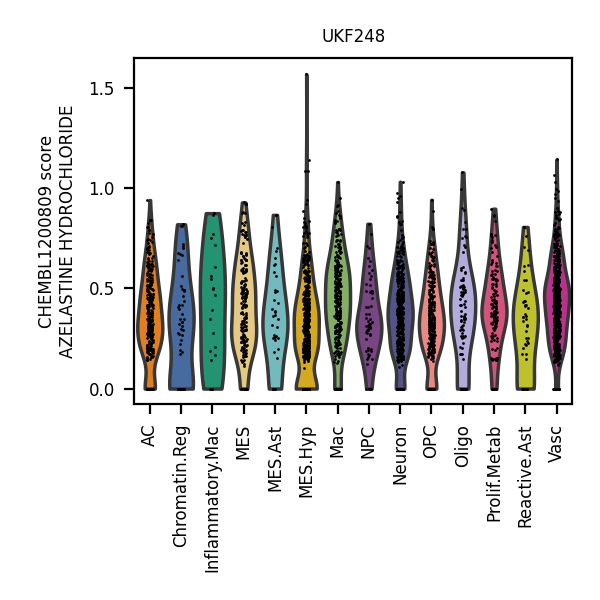 UKF248
CHEMBL1200809 score
AZELASTINE HYDROCHLORIDE
1.5
1.0
0.5
0.0
AC
Chromatin.Reg
Inflammatory.Mac
MES
MES.Ast
MES.Hyp
Mac
NPC
Neuron
OPC
Oligo
Prolif.Metab
Reactive.Ast
Vasc